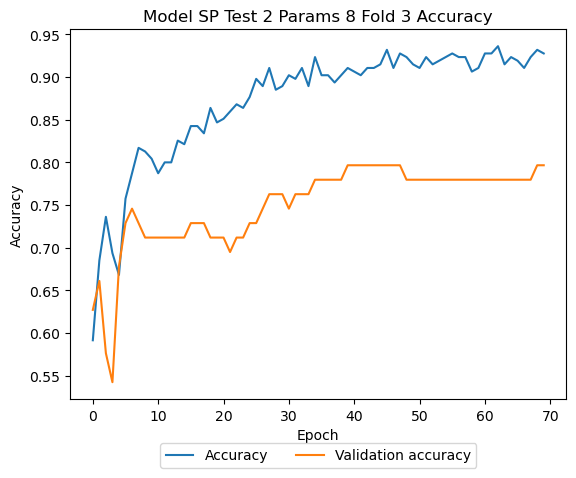 Model SP Test 2 Params 8 Fold 3 Accuracy
0.95
0.90
0.85
0.80
0.75
0.70
0.65
0.60
0.55
Accuracy
0 10 20 30 40 50 60 70
Epoch
Accuracy Validation accuracy